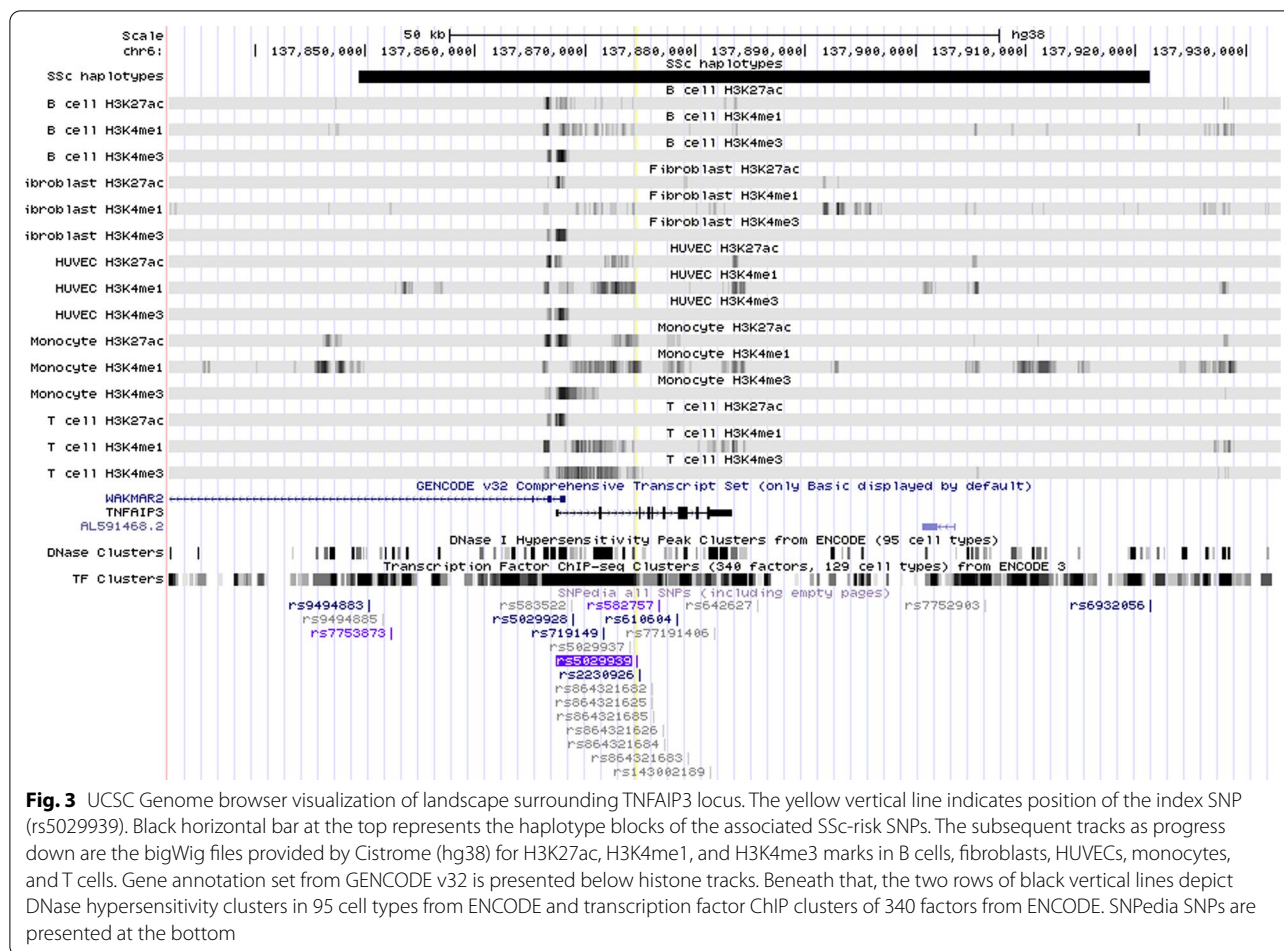 Scale 50 kb hg38
chr6: 137,850,000 137,860,000 137,870,000 137,880,000 137,890,000 137,900,000 137,910,000 137,920,000 137,930,000
SSc haplotypes
SSc haplotypes
B cell H3K27ac
B cell H3K27ac
B cell H3K4me1
B cell H3K4me1
B cell H3K4me3
B cell H3K4me3
Fibroblast H3K27ac
ibroblast H3K27ac
Fibroblast H3K4me1
ibroblast H3K4me1
Fibroblast H3K4me3
ibroblast H3K4me3
HUVEC H3K27ac
HUVEC H3K27ac
HUVEC H3K4me1
HUVEC H3K4me1
HUVEC H3K4me3
HUVEC H3K4me3
Monocyte H3K27ac
Monocyte H3K27ac
Monocyte H3K4me1
Monocyte H3K4me1
Monocyte H3K4me3
Monocyte H3K4me3
T cell H3K27ac
T cell H3K27ac
T cell H3K4me1
T cell H3K4me1
T cell H3K4me3
T cell H3K4me3
GENCODE v32 Comprehensive Transcript Set (only Basic displayed by default)
WAKMAR2
TNFAIP3
AL591468.2
DNase I Hypersensitivity Peak Clusters from ENCODE (95 cell types)
DNase Clusters
Transcription Factor ChIP-seq Clusters (340 factors, 129 cell types) from ENCODE 3
TF Clusters
SNPedia all SNPs (including empty pages)
rs9494883 rs583522 rs582757 rs642627 rs7752903 rs6932056
rs9494885 rs5029928 rs610604
rs7753873 rs719149 rs77191406
rs5029937
rs5029939
rs2230926
rs864321682
rs864321625
rs864321685
rs864321626
rs864321684
rs864321683
rs143002189
Fig. 3 UCSC Genome browser visualization of landscape surrounding TNFAIP3 locus. The yellow vertical line indicates position of the index SNP
(rs5029939). Black horizontal bar at the top represents the haplotype blocks of the associated SSc-risk SNPs. The subsequent tracks as progress
down are the bigWig files provided by Cistrome (hg38) for H3K27ac, H3K4me1, and H3K4me3 marks in B cells, fibroblasts, HUVECs, monocytes,
and T cells. Gene annotation set from GENCODE v32 is presented below histone tracks. Beneath that, the two rows of black vertical lines depict
DNase hypersensitivity clusters in 95 cell types from ENCODE and transcription factor ChIP clusters of 340 factors from ENCODE. SNPedia SNPs are
presented at the bottom